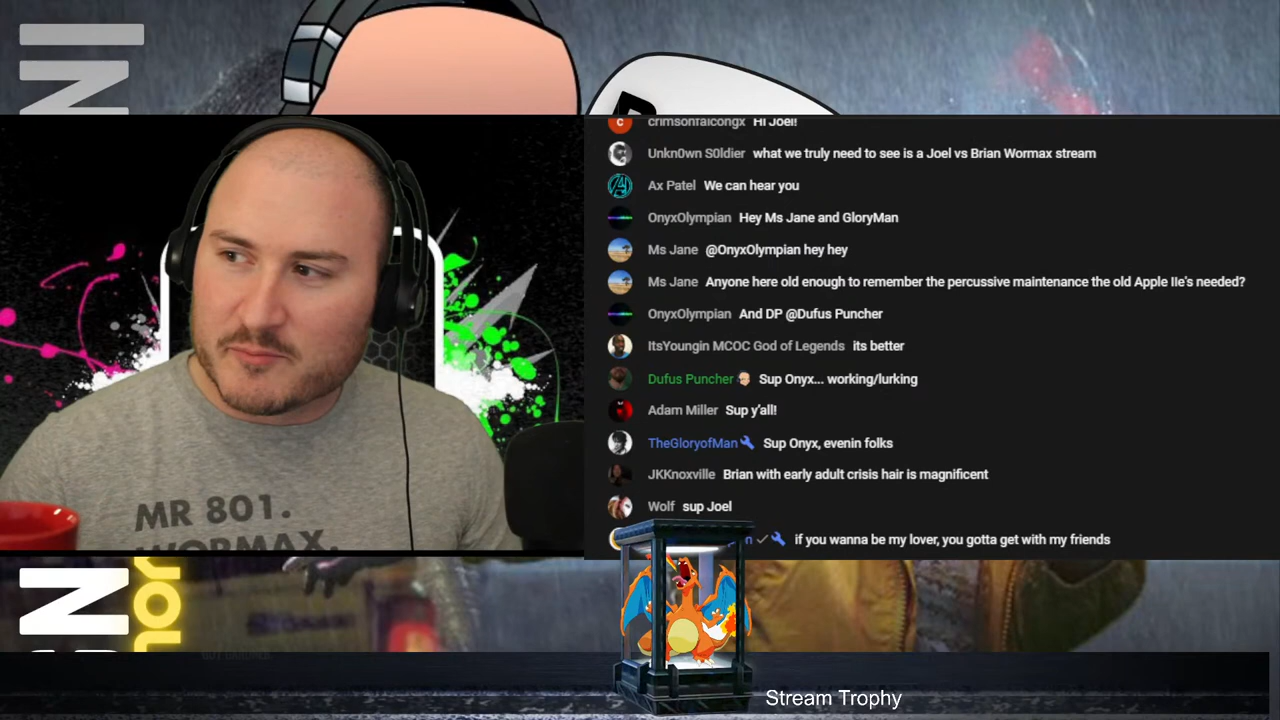 crimsonfalcongx Hi Joel!
Unkn0wn S0ldier what we truly need to see is a Joel vs Brian Wormax stream
Ax Patel We can hear you
OnyxOlympian Hey Ms Jane and GloryMan
Ms Jane @OnyxOlympian hey hey
Ms Jane Anyone here old enough to remember the percussive maintenance the old Apple IIe's needed?
OnyxOlympian And DP @Dufus Puncher
ItsYoungin MCOC God of Legends its better
Dufus Puncher Sup Onyx... working/lurking
Adam Miller Sup y'all!
TheGloryofMan Sup Onyx, evenin folks
JKKnoxville Brian with early adult crisis hair is magnificent
Wolf sup Joel
if you wanna be my lover, you gotta get with my friends
MR 801.
WORMAX.
Stream Trophy